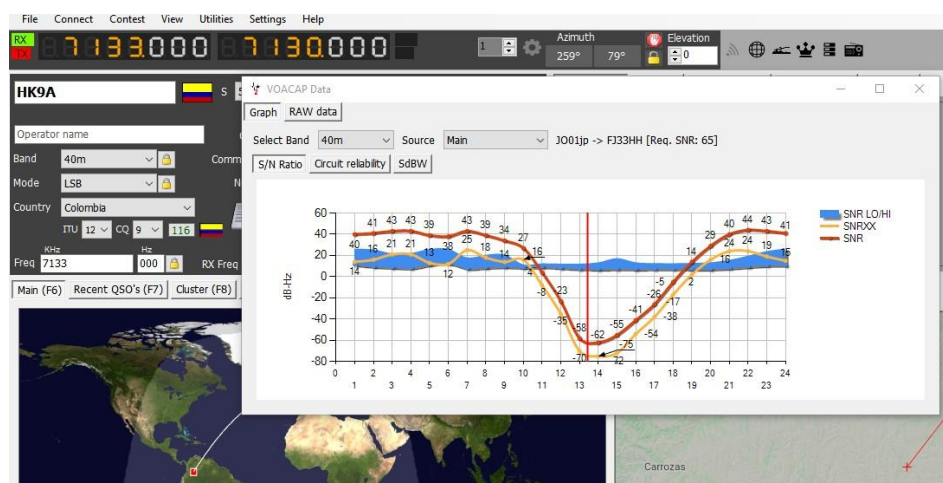 File Connect Contest View Utilities Settings Help
RX
TX
7133.000 7130.000
1
Azimuth
259° 79°
Elevation
0
HK9A
S 5
VOACAP Data
Graph RAW data
Operator name
Select Band 40m Source Main JO01jp -> FJ33HH [Req. SNR: 65]
Band 40m Comm
S/N Ratio Circuit reliability SdBW
Mode LSB N
Country Colombia
ITU 12 CQ 9 116
KHz Hz
Freq 7133 000 RX Freq
Main (F6) Recent QSO's (F7) Cluster (F8)
dB-Hz
60
40
20
0
-20
-40
-60
-80
41 43 43 39 43 39 34 27 16 -23 -58 -62 -55 -41 -26 -5 14 29 40 44 43 41
40 16 21 21 13 38 25 18 14 16 24 24 19 15
14 12 4 -8 -35 -70 -75 72 -54 -38 -17 2
0 2 4 6 8 10 12 14 16 18 20 22 24
1 3 5 7 9 11 13 15 17 19 21 23
SNR LO/HI
SNRXX
SNR
Carrozas